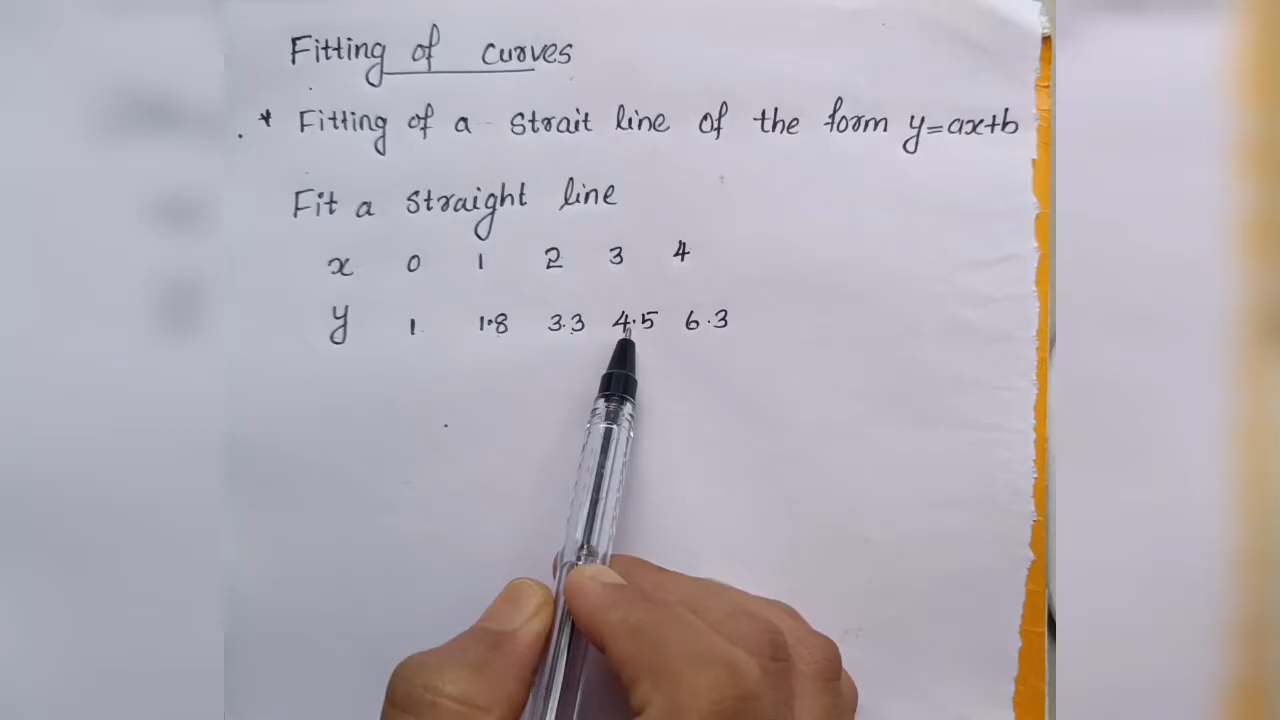 Fitting of curves
* Fitting of a strait line of the form y=ax+b
Fit a straight line
x 0 1 2 3 4
y 1 1.8 3.3 4.5 6.3